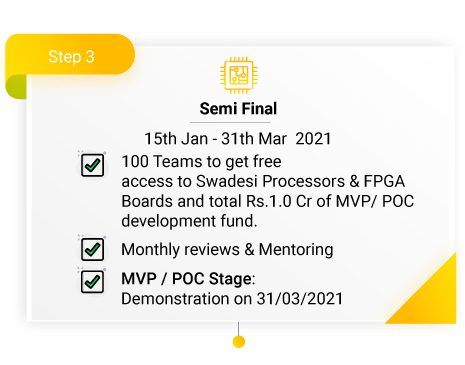 Step 3
Semi Final
15th Jan - 31th Mar 2021
100 Teams to get free
access to Swadesi Processors & FPGA
Boards and total Rs.1.0 Cr of MVP/ POC
development fund.
Monthly reviews & Mentoring
MVP / POC Stage:
Demonstration on 31/03/2021